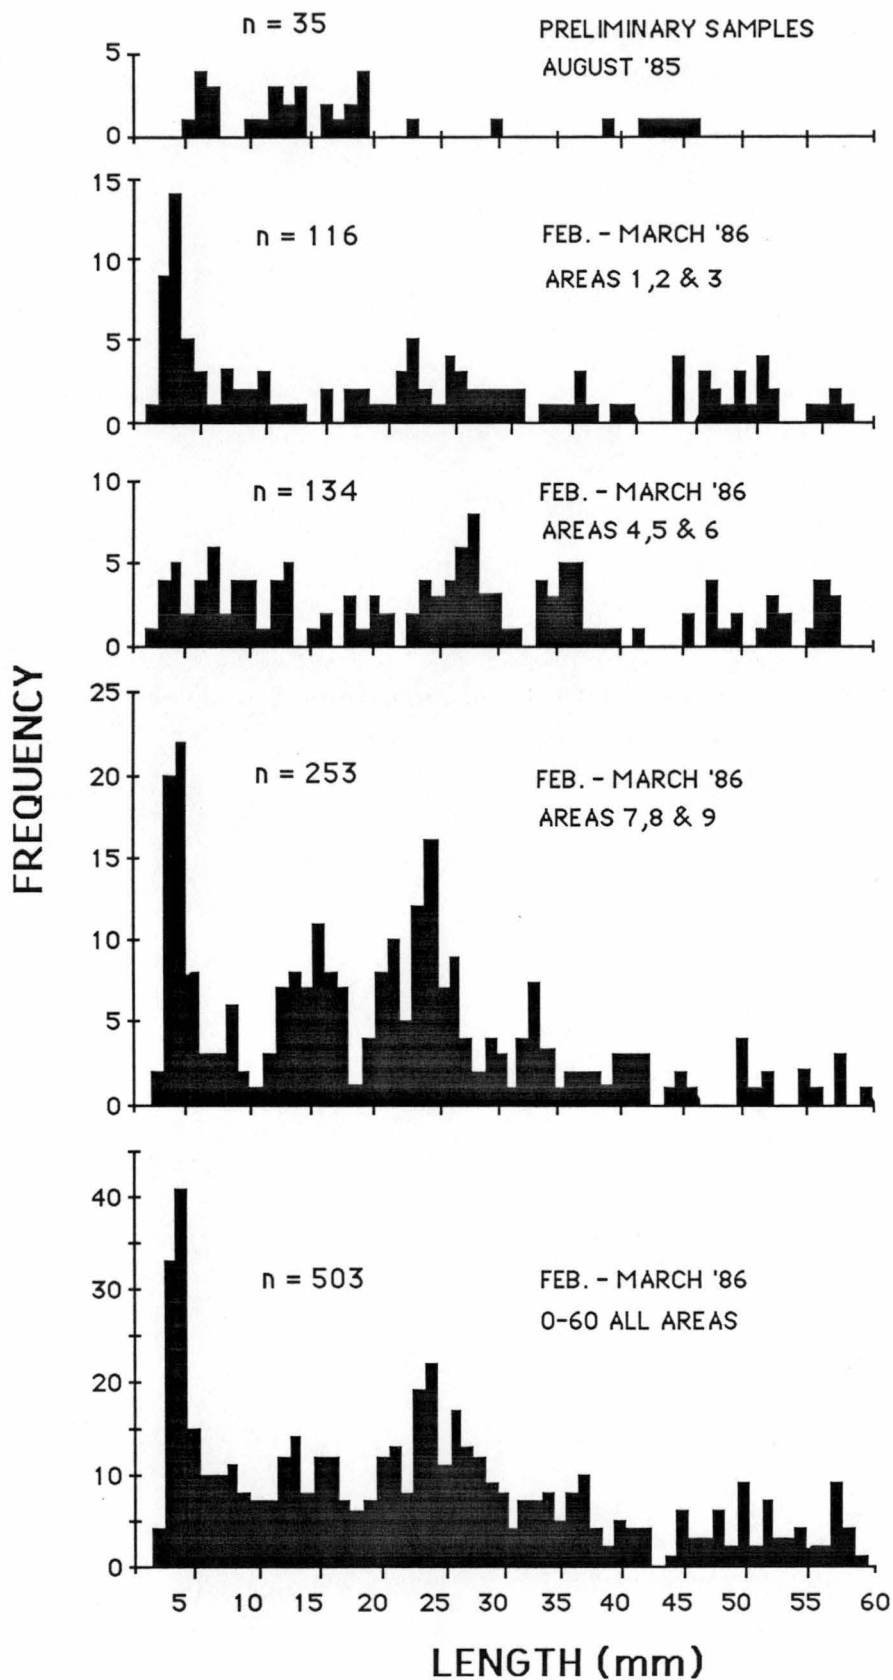 n = 35
PRELIMINARY SAMPLES
AUGUST '85
5
0
15
n = 116
FEB. - MARCH '86
10
AREAS 1,2 & 3
5
0
10
n = 134
FEB. - MARCH '86
AREAS 4,5 & 6
5
0
FREQUENCY
25
n = 253
FEB. - MARCH '86
20
AREAS 7,8 & 9
15
10
5
0
40
n = 503
FEB. - MARCH '86
30
0-60 ALL AREAS
20
10
0
5 10 15 20 25 30 35 40 45 50 55 60
LENGTH (mm)